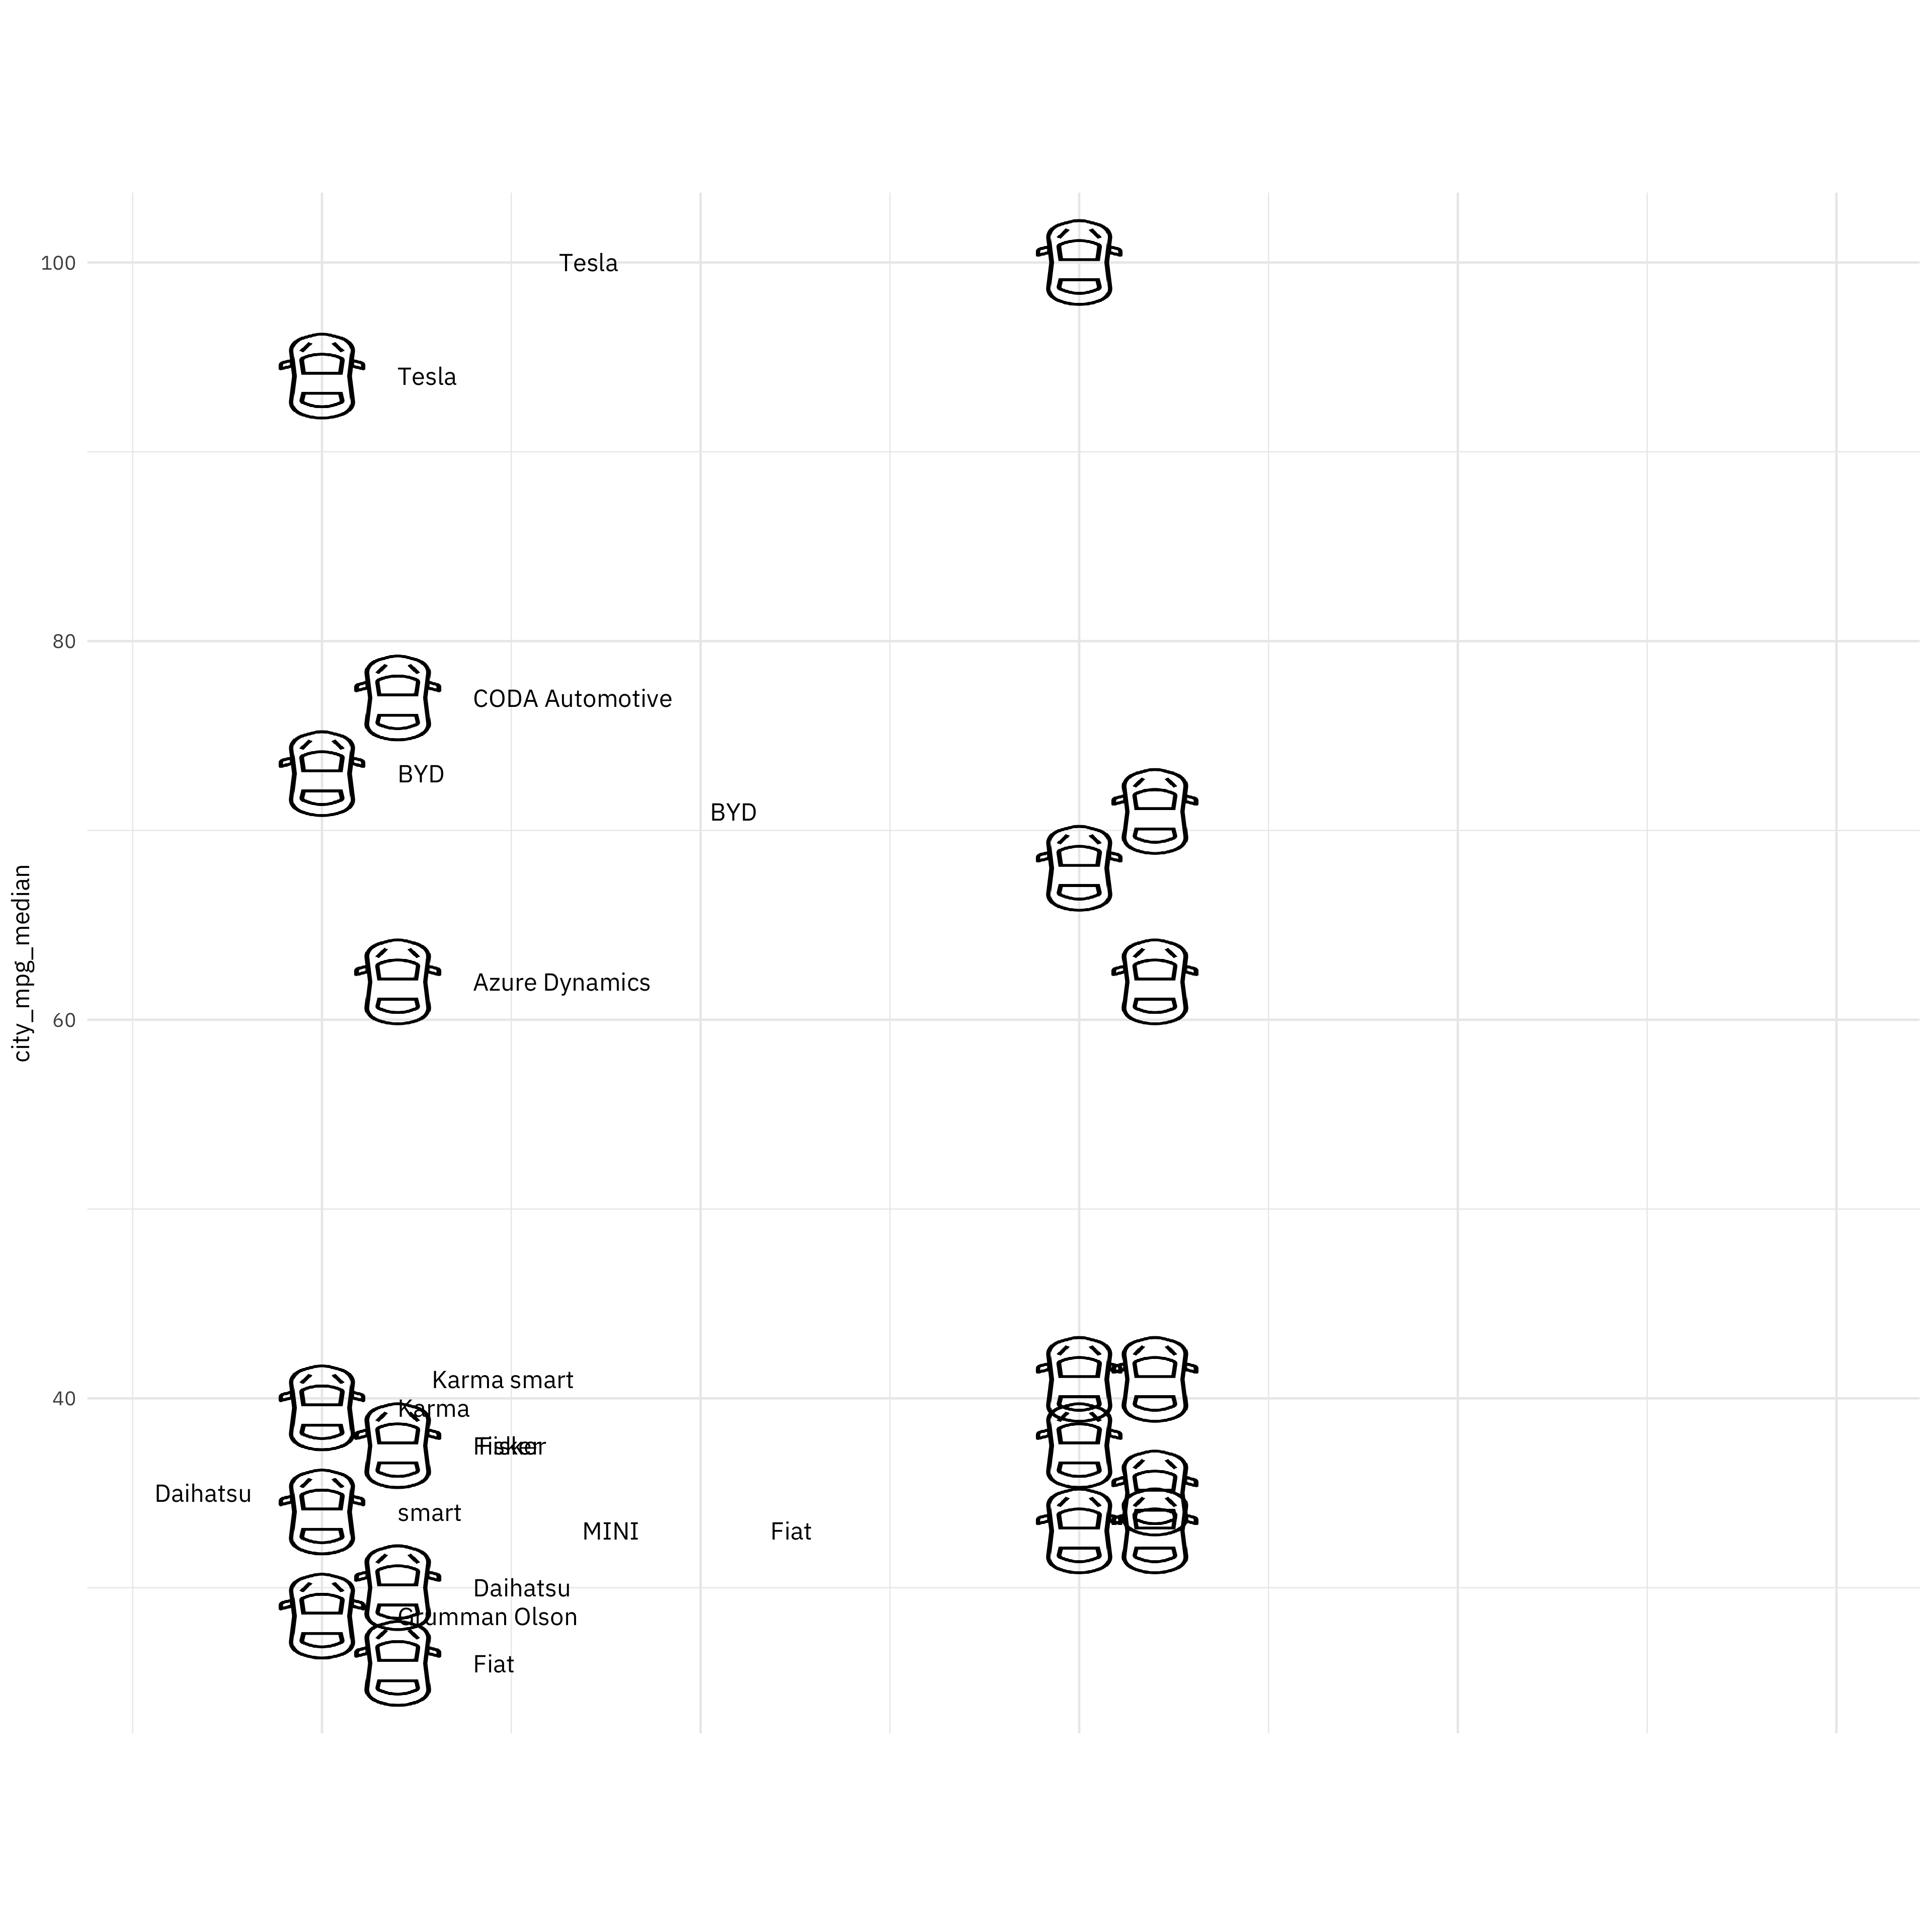 100
Tesla
Tesla
80
CODA Automotive
BYD
BYD
city_mpg_median
Azure Dynamics
60
Karma smart
40
Karma
Fisker
Daihatsu
smart
MINI
Fiat
Daihatsu
Grumman Olson
Fiat